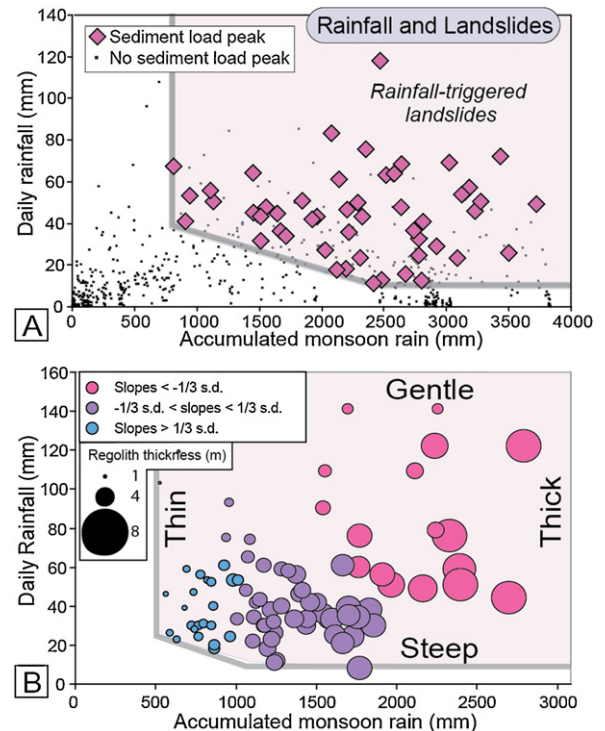 140
120
100
80
60
40
20
0
Daily rainfall (mm)
Rainfall and Landslides
Sediment load peak
No sediment load peak
Rainfall-triggered
landslides
A
0 500 1000 1500 2000 2500 3000 3500 4000
Accumulated monsoon rain (mm)
160
140
120
100
80
60
40
20
0
Daily Rainfall (mm)
Slopes < -1/3 s.d.
-1/3 s.d. < slopes < 1/3 s.d.
Slopes > 1/3 s.d.
Regolith thickness (m)
1
4
8
Gentle
Thin
Thick
Steep
B
0 500 1000 1500 2000 2500 3000
Accumulated monsoon rain (mm)